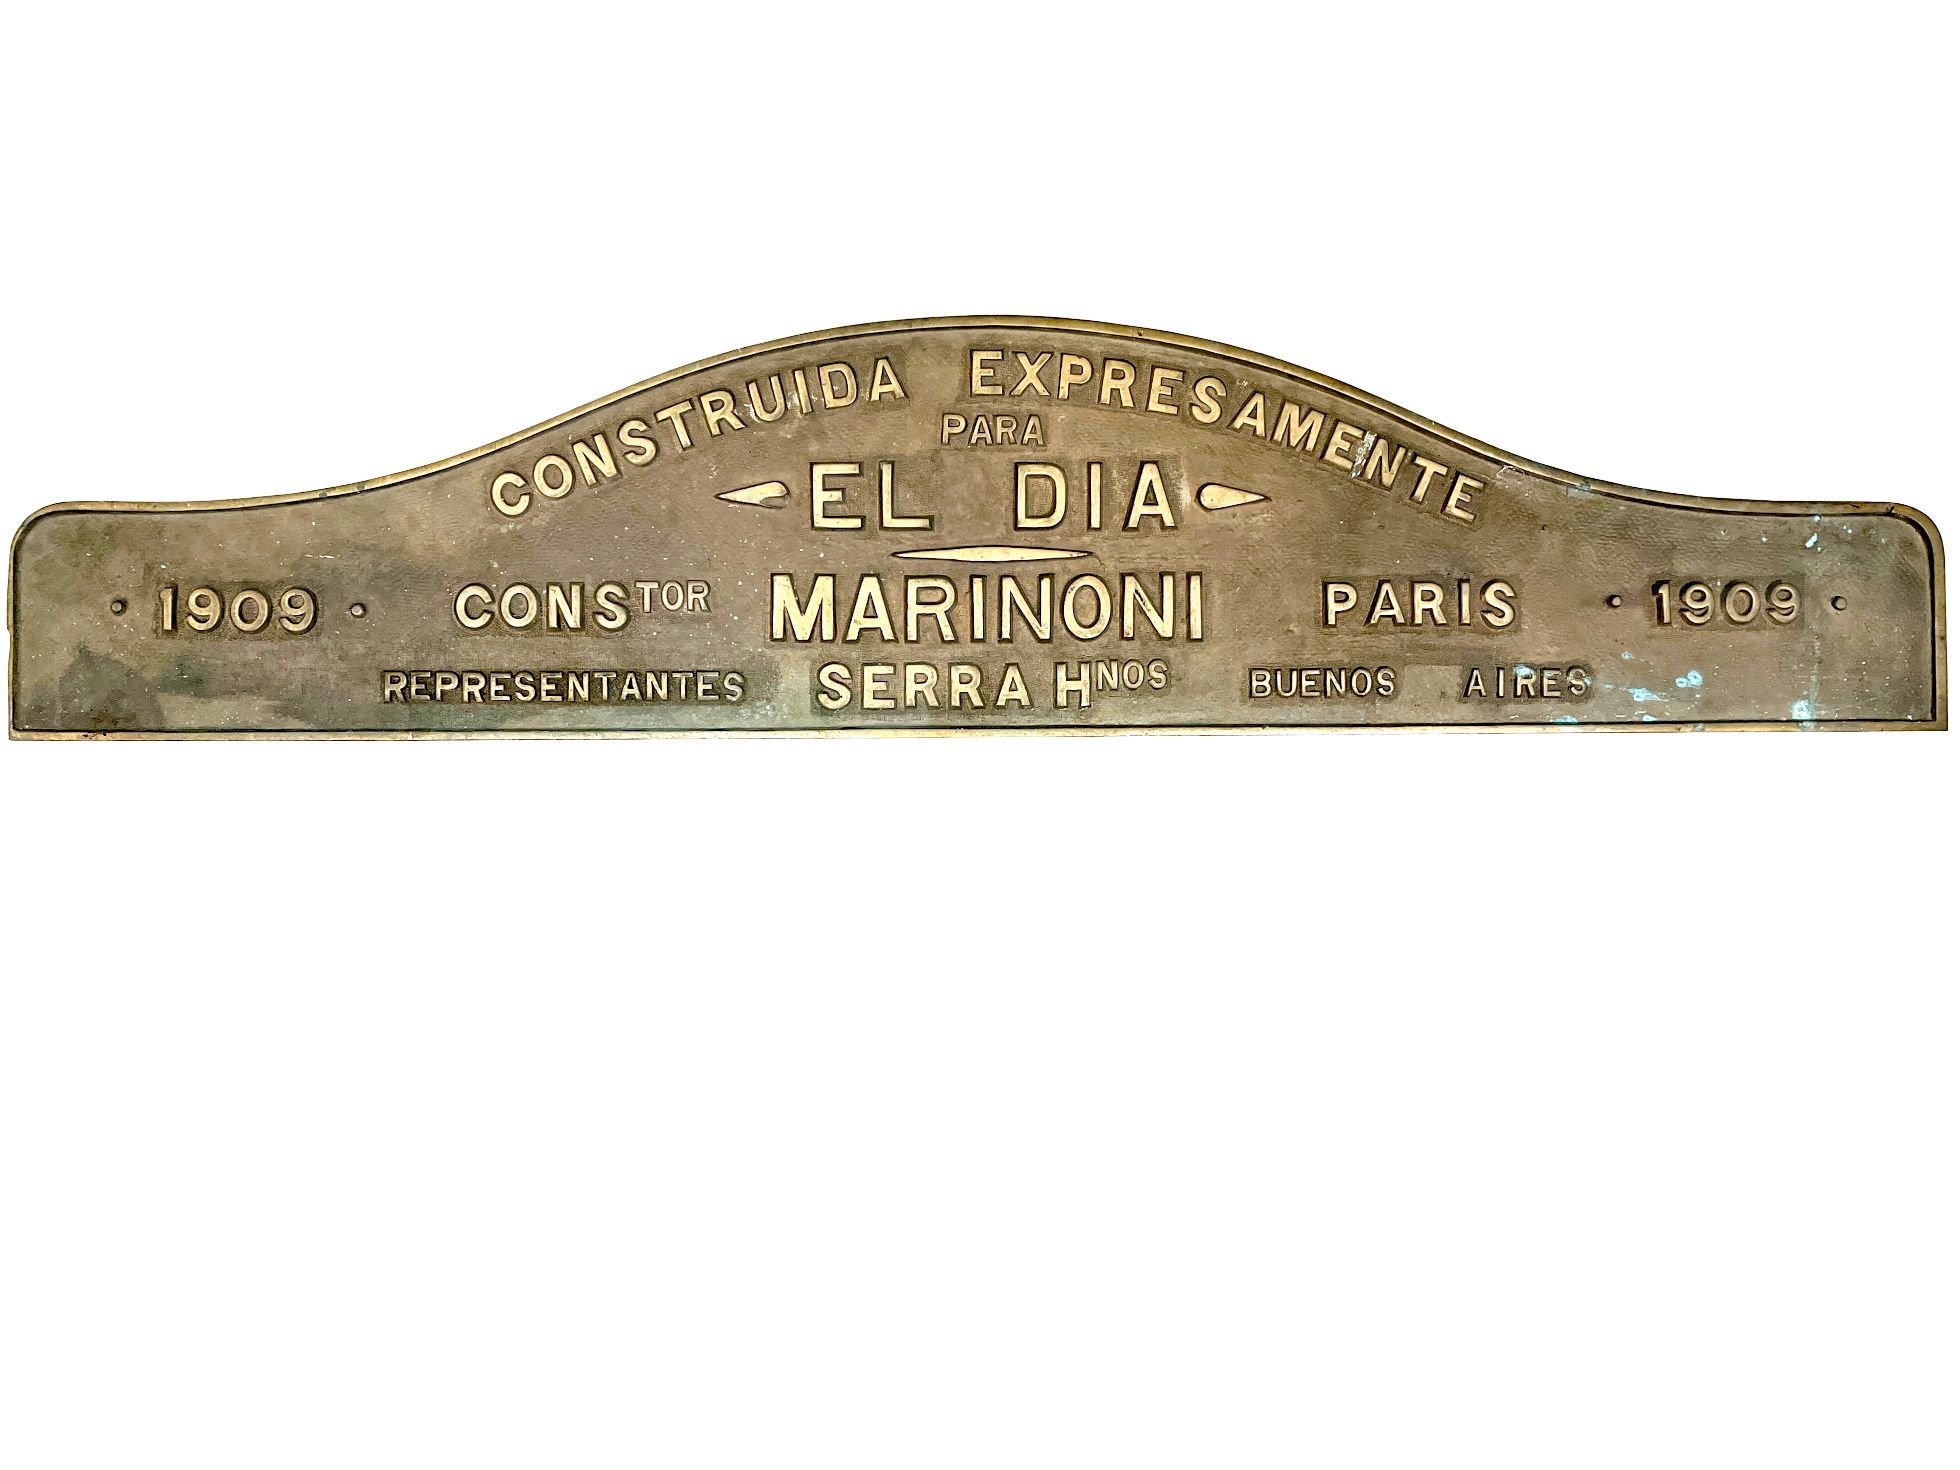 CONSTRUIDA EXPRESAMENTE
PARA
EL DIA
· 1909 · CONSTOR MARINONI PARIS · 1909 ·
REPRESENTANTES SERRA HNOS BUENOS AIRES